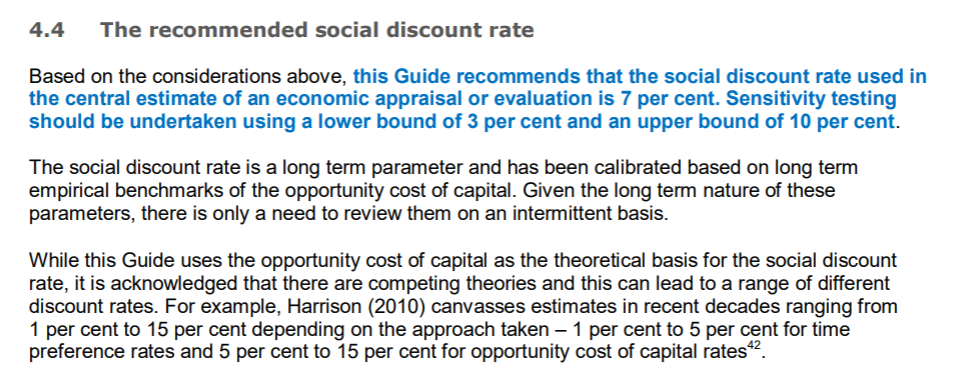 4.4 The recommended social discount rate
Based on the considerations above, this Guide recommends that the social discount rate used in
the central estimate of an economic appraisal or evaluation is 7 per cent. Sensitivity testing
should be undertaken using a lower bound of 3 per cent and an upper bound of 10 per cent.
The social discount rate is a long term parameter and has been calibrated based on long term
empirical benchmarks of the opportunity cost of capital. Given the long term nature of these
parameters, there is only a need to review them on an intermittent basis.
While this Guide uses the opportunity cost of capital as the theoretical basis for the social discount
rate, it is acknowledged that there are competing theories and this can lead to a range of different
discount rates. For example, Harrison (2010) canvasses estimates in recent decades ranging from
1 per cent to 15 per cent depending on the approach taken – 1 per cent to 5 per cent for time
preference rates and 5 per cent to 15 per cent for opportunity cost of capital rates⁴².